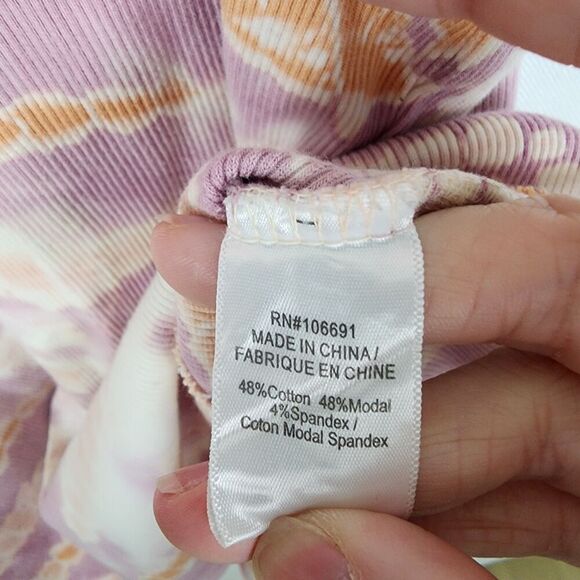 RN#106691
MADE IN CHINA/
FABRIQUE EN CHINE
48%Cotton 48%Modal
4%Spandex /
Coton Modal Spandex